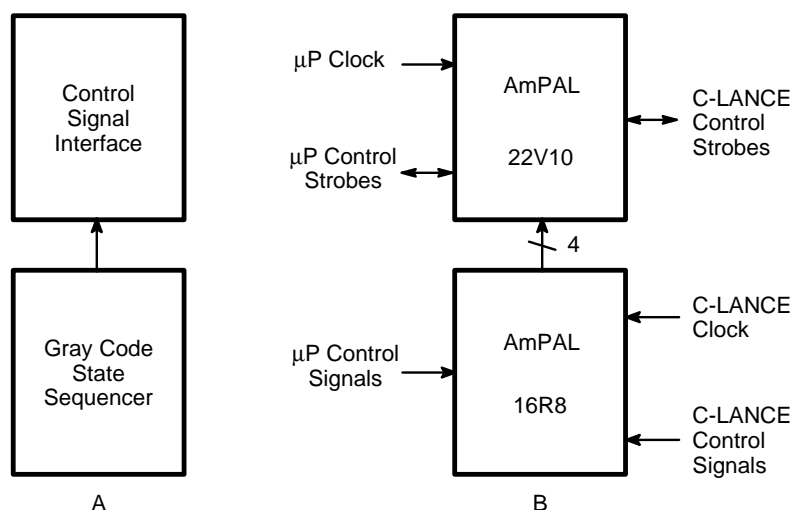 Control
Signal
Interface
Gray Code
State
Sequencer
A
μP Clock
μP Control
Strobes
AmPAL
22V10
C-LANCE
Control
Strobes
4
μP Control
Signals
AmPAL
16R8
C-LANCE
Clock
C-LANCE
Control
Signals
B